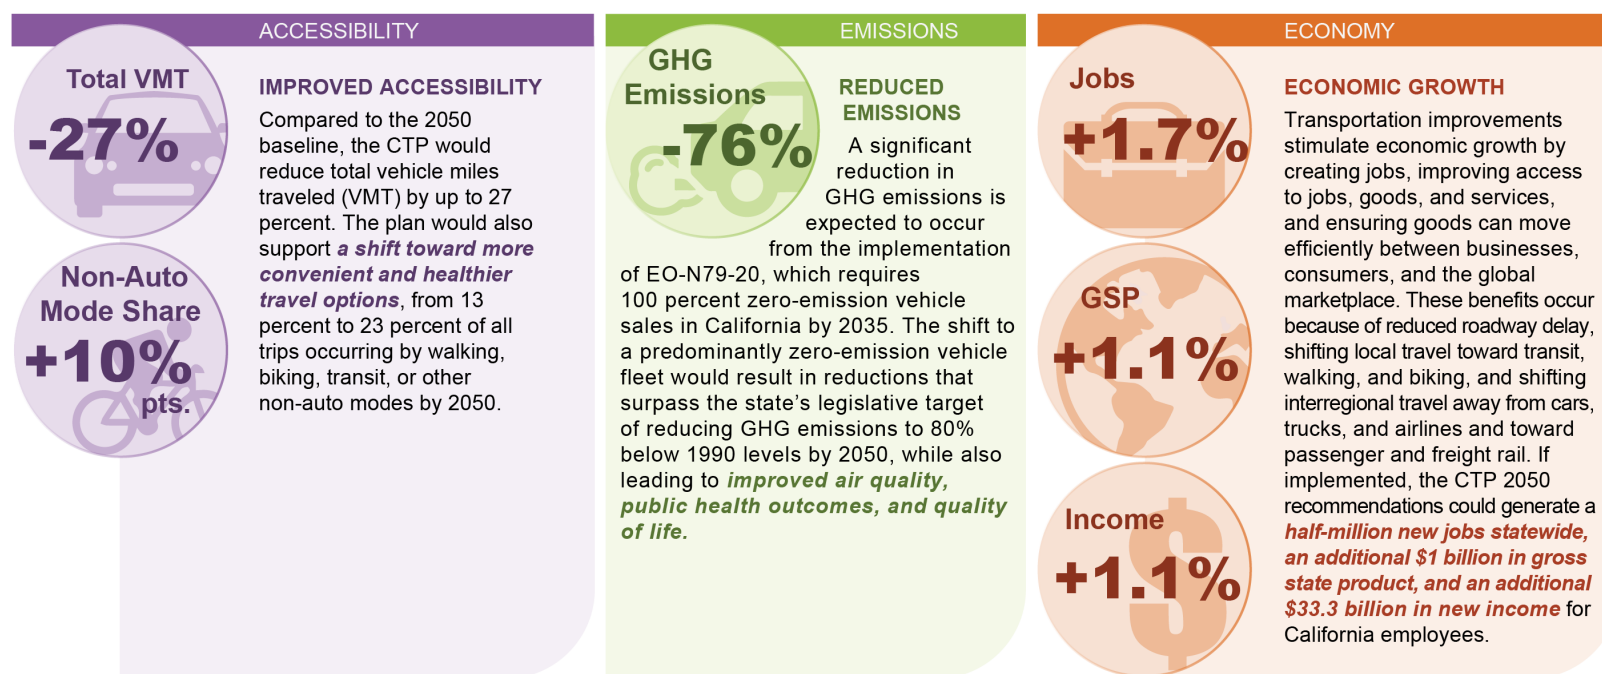 ACCESSIBILITY
Total VMT
-27%
Non-Auto
Mode Share
+10%
pts.
IMPROVED ACCESSIBILITY
Compared to the 2050
baseline, the CTP would
reduce total vehicle miles
traveled (VMT) by up to 27
percent. The plan would also
support a shift toward more
convenient and healthier
travel options, from 13
percent to 23 percent of all
trips occurring by walking,
biking, transit, or other
non-auto modes by 2050.
EMISSIONS
GHG
Emissions
-76%
REDUCED
EMISSIONS
A significant
reduction in
GHG emissions is
expected to occur
from the implementation
of EO-N79-20, which requires
100 percent zero-emission vehicle
sales in California by 2035. The shift to
a predominantly zero-emission vehicle
fleet would result in reductions that
surpass the state’s legislative target
of reducing GHG emissions to 80%
below 1990 levels by 2050, while also
leading to improved air quality,
public health outcomes, and quality
of life.
ECONOMY
Jobs
+1.7%
GSP
+1.1%
Income
+1.1%
ECONOMIC GROWTH
Transportation improvements
stimulate economic growth by
creating jobs, improving access
to jobs, goods, and services,
and ensuring goods can move
efficiently between businesses,
consumers, and the global
marketplace. These benefits occur
because of reduced roadway delay,
shifting local travel toward transit,
walking, and biking, and shifting
interregional travel away from cars,
trucks, and airlines and toward
passenger and freight rail. If
implemented, the CTP 2050
recommendations could generate a
half-million new jobs statewide,
an additional $1 billion in gross
state product, and an additional
$33.3 billion in new income for
California employees.